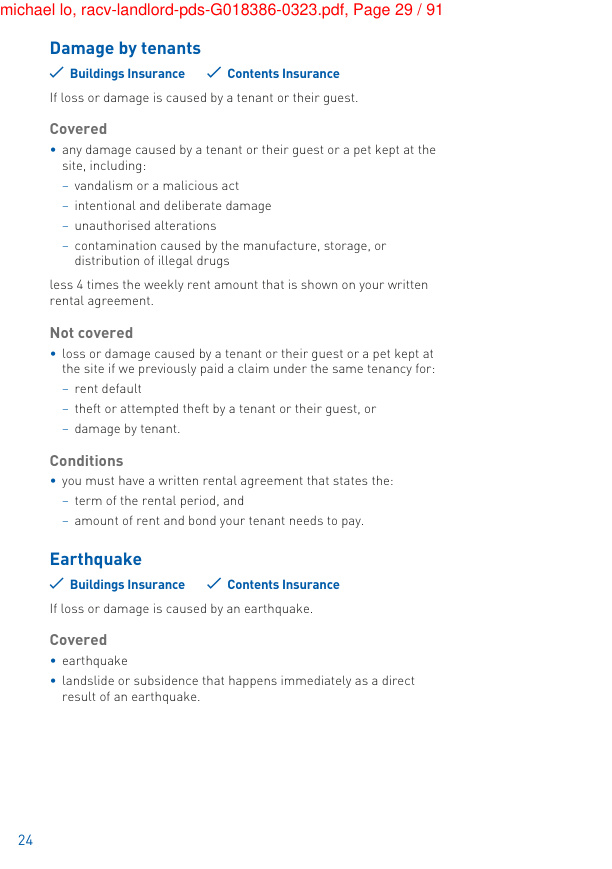 michael lo, racv-landlord-pds-G018386-0323.pdf, Page 29 / 91
Damage by tenants
✓ Buildings Insurance ✓ Contents Insurance
If loss or damage is caused by a tenant or their guest.
Covered
• any damage caused by a tenant or their guest or a pet kept at the
site, including:
– vandalism or a malicious act
– intentional and deliberate damage
– unauthorised alterations
– contamination caused by the manufacture, storage, or
distribution of illegal drugs
less 4 times the weekly rent amount that is shown on your written
rental agreement.
Not covered
• loss or damage caused by a tenant or their guest or a pet kept at
the site if we previously paid a claim under the same tenancy for:
– rent default
– theft or attempted theft by a tenant or their guest, or
– damage by tenant.
Conditions
• you must have a written rental agreement that states the:
– term of the rental period, and
– amount of rent and bond your tenant needs to pay.
Earthquake
✓ Buildings Insurance ✓ Contents Insurance
If loss or damage is caused by an earthquake.
Covered
• earthquake
• landslide or subsidence that happens immediately as a direct
result of an earthquake.
24